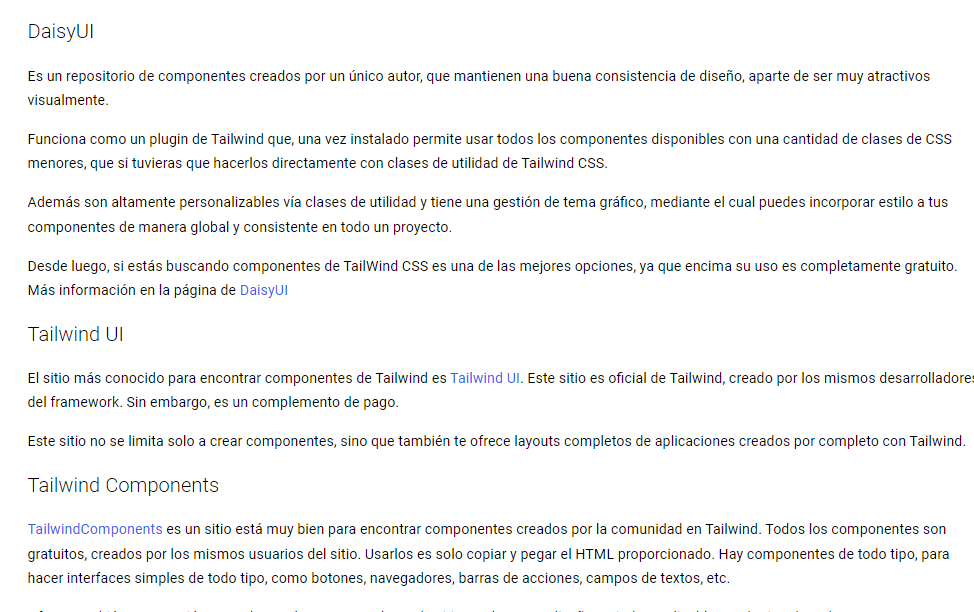 DaisyUI
Es un repositorio de componentes creados por un único autor, que mantienen una buena consistencia de diseño, aparte de ser muy atractivos
visualmente.
Funciona como un plugin de Tailwind que, una vez instalado permite usar todos los componentes disponibles con una cantidad de clases de CSS
menores, que si tuvieras que hacerlos directamente con clases de utilidad de Tailwind CSS.
Además son altamente personalizables vía clases de utilidad y tiene una gestión de tema gráfico, mediante el cual puedes incorporar estilo a tus
componentes de manera global y consistente en todo un proyecto.
Desde luego, si estás buscando componentes de TailWind CSS es una de las mejores opciones, ya que encima su uso es completamente gratuito.
Más información en la página de DaisyUI
Tailwind UI
El sitio más conocido para encontrar componentes de Tailwind es Tailwind UI. Este sitio es oficial de Tailwind, creado por los mismos desarrolladores
del framework. Sin embargo, es un complemento de pago.
Este sitio no se limita solo a crear componentes, sino que también te ofrece layouts completos de aplicaciones creados por completo con Tailwind.
Tailwind Components
TailwindComponents es un sitio está muy bien para encontrar componentes creados por la comunidad en Tailwind. Todos los componentes son
gratuitos, creados por los mismos usuarios del sitio. Usarlos es solo copiar y pegar el HTML proporcionado. Hay componentes de todo tipo, para
hacer interfaces simples de todo tipo, como botones, navegadores, barras de acciones, campos de textos, etc.